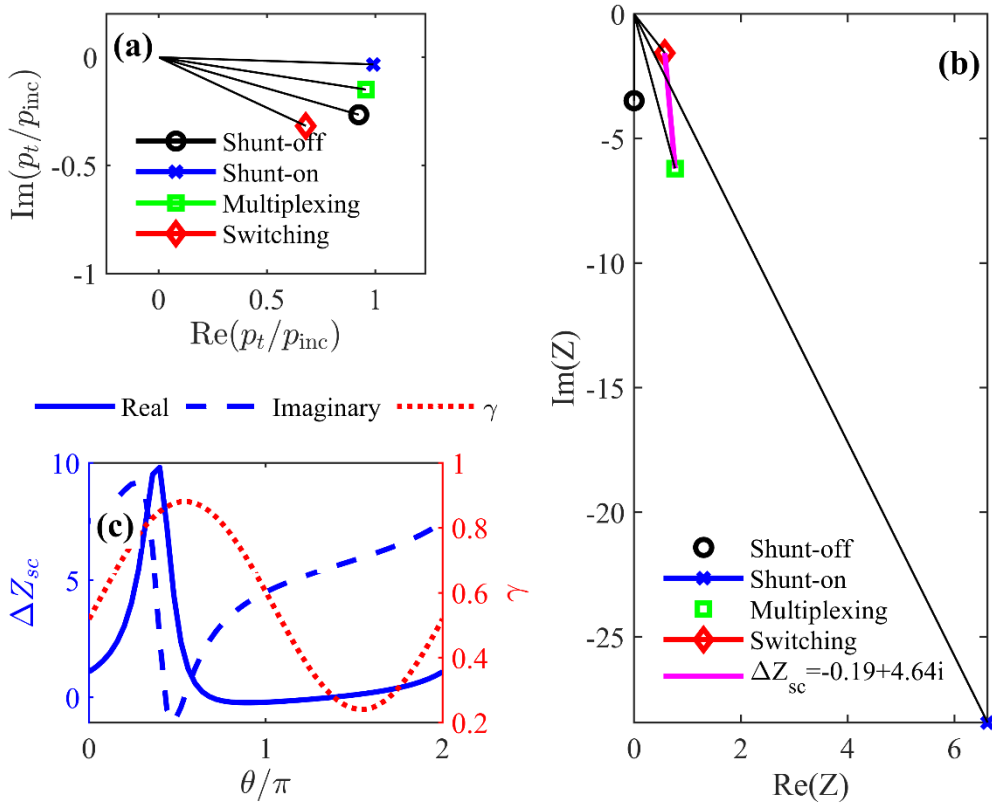 (a)
0
-0.5
-1
Im(p_t/p_inc)
Shunt-off
Shunt-on
Multiplexing
Switching
0
0.5
1
Re(p_t/p_inc)
Real
Imaginary
γ
(c)
10
5
0
ΔZ_sc
1
0.8
0.6
0.4
0.2
γ
0
1
2
θ/π
(b)
0
-5
-10
-15
-20
-25
Im(Z)
Shunt-off
Shunt-on
Multiplexing
Switching
ΔZ_sc=-0.19+4.64i
0
2
4
6
Re(Z)